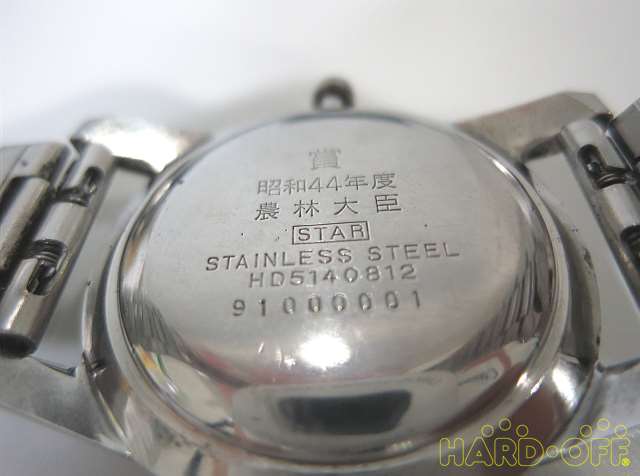 賞
昭和44年度
農林大臣
STAR
STAINLESS STEEL
HD5140812
91000001
HARD・OFF